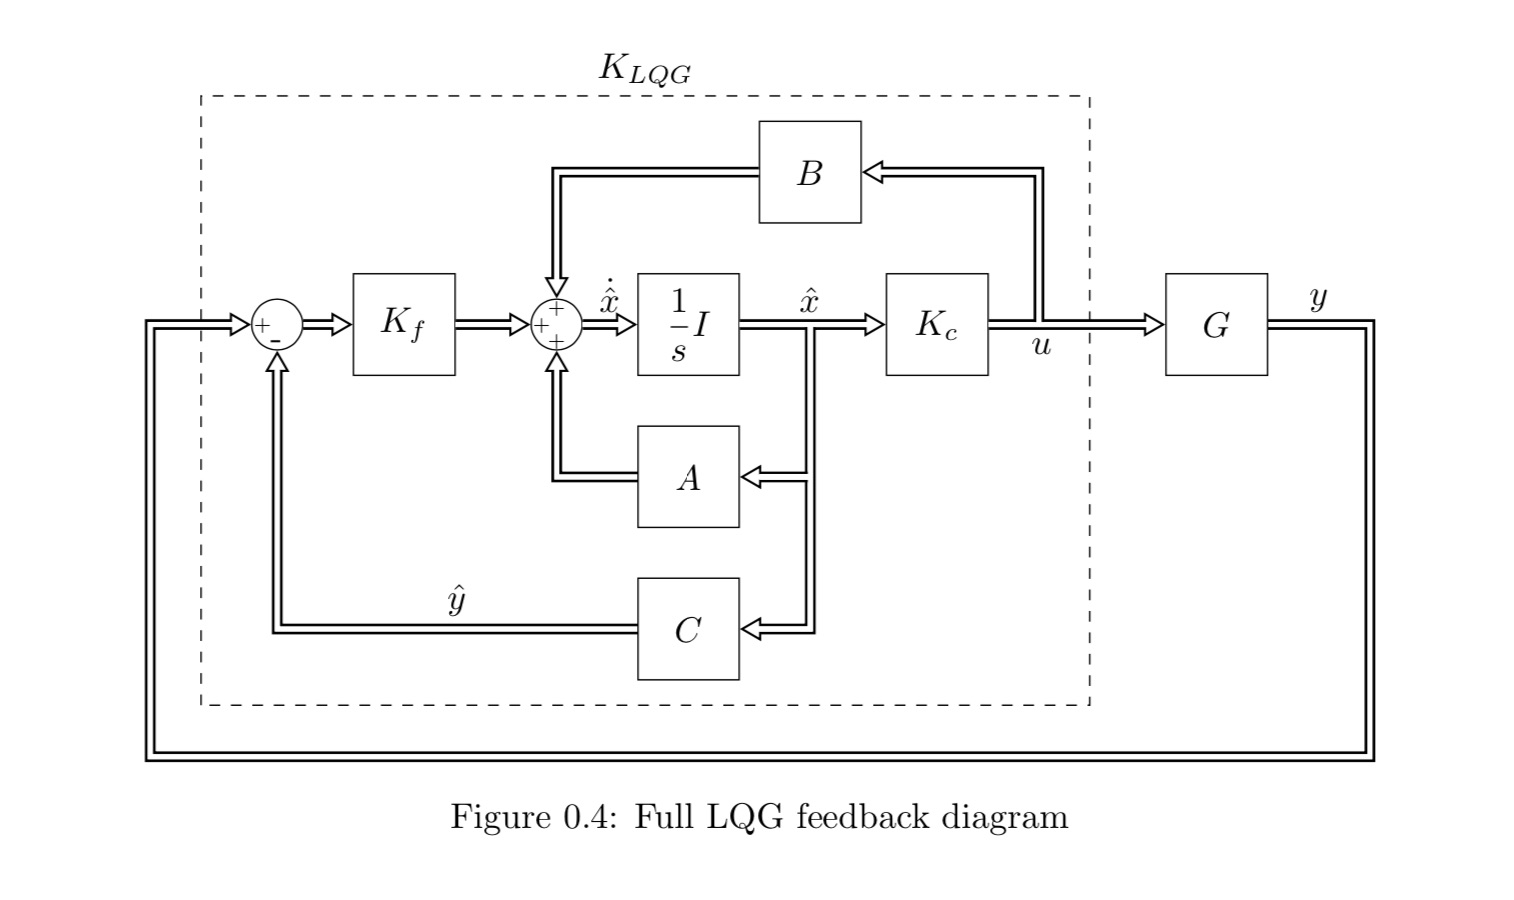 K_{LQG}
B
+
-
K_f
+
+
+
\dot{\hat{x}}
\frac{1}{s}I
\hat{x}
K_c
u
G
y
A
\hat{y}
C
Figure 0.4: Full LQG feedback diagram